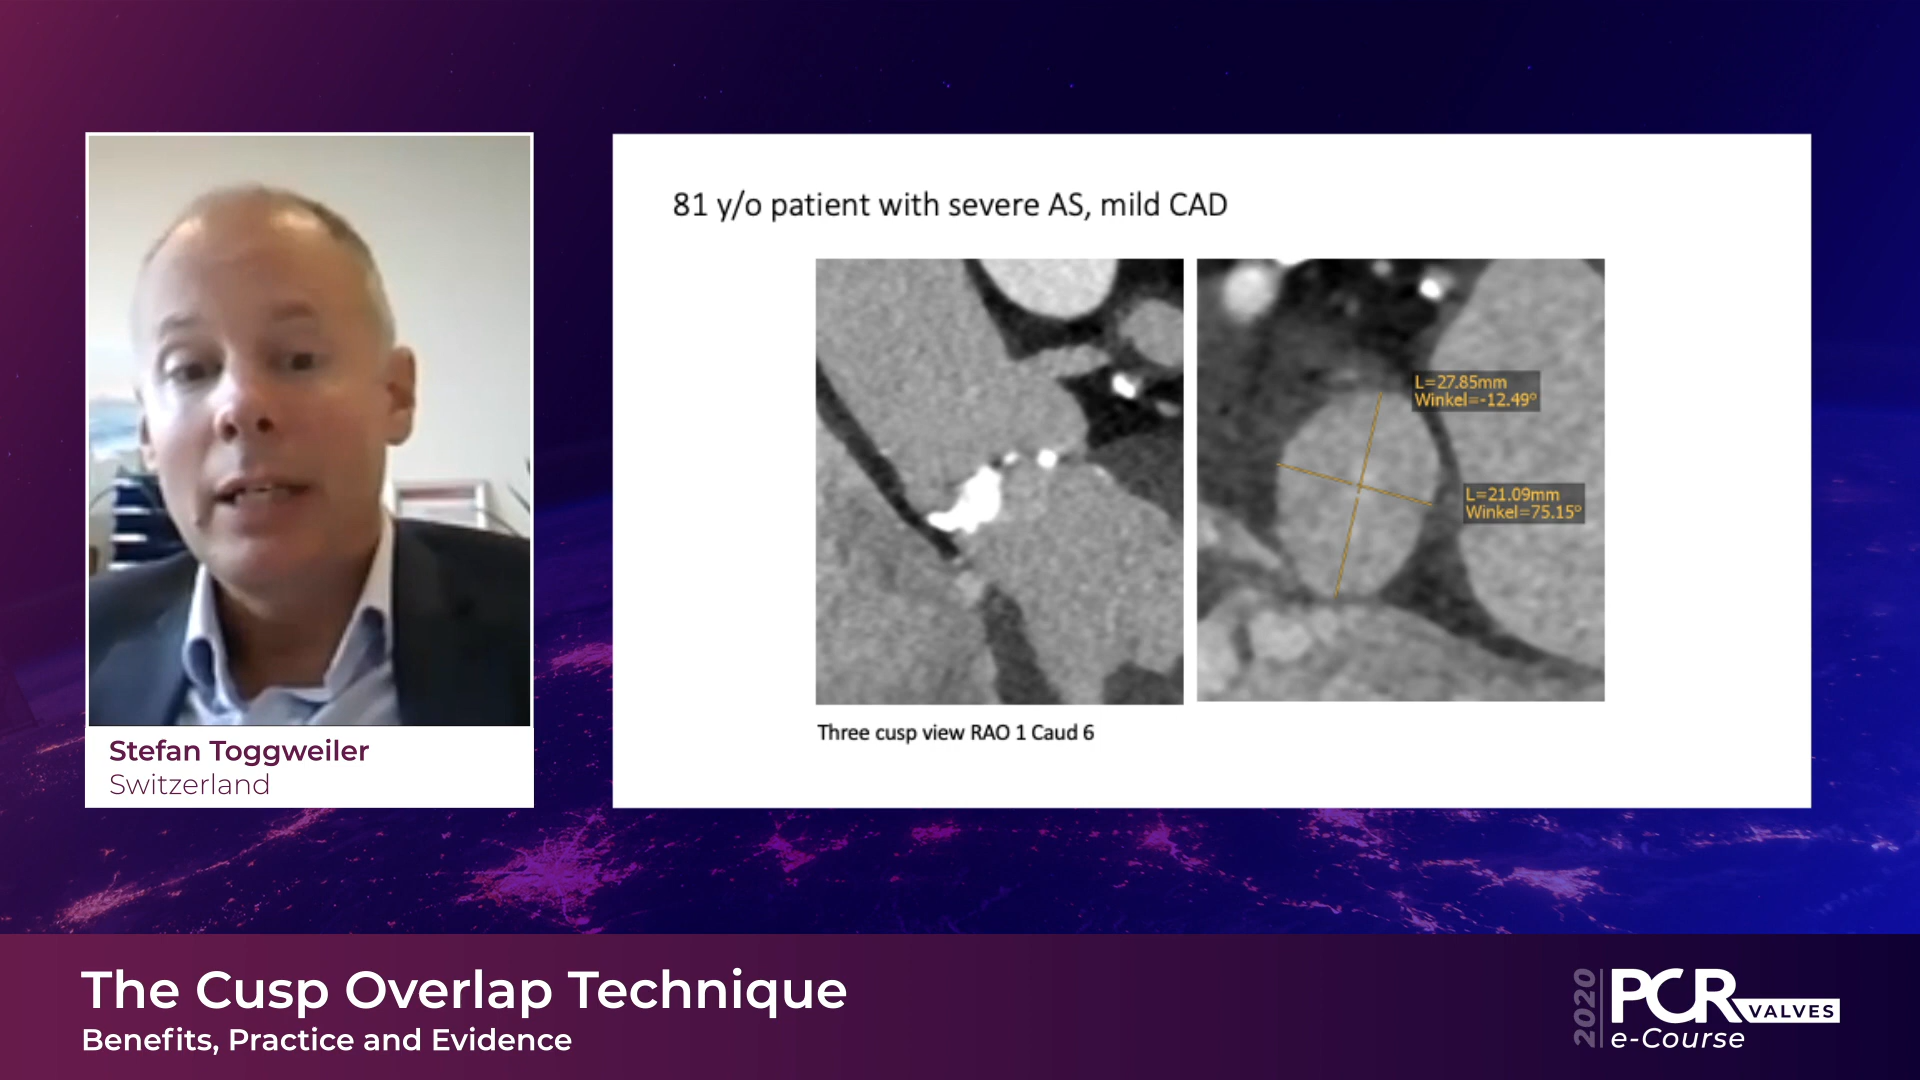 81 y/o patient with severe AS, mild CAD
L=27.85mm
Winkel=-12.49°
L=21.09mm
Winkel=75.15°
Three cusp view RAO 1 Caud 6
Stefan Toggweiler
Switzerland
The Cusp Overlap Technique
Benefits, Practice and Evidence
2020
PCR VALVES
e-Course